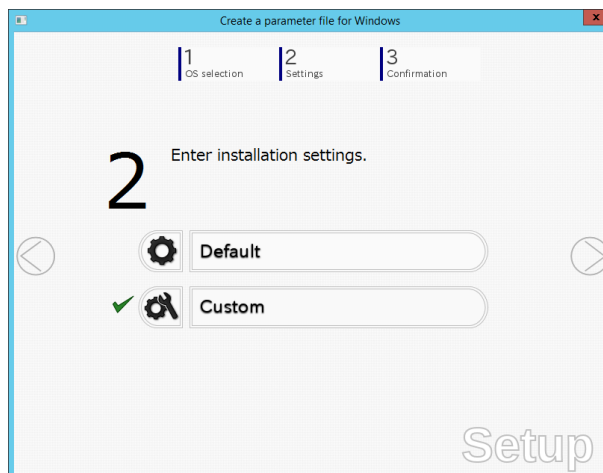 Create a parameter file for Windows
x
1
OS selection
2
Settings
3
Confirmation
2
Enter installation settings.
Default
Custom
Setup